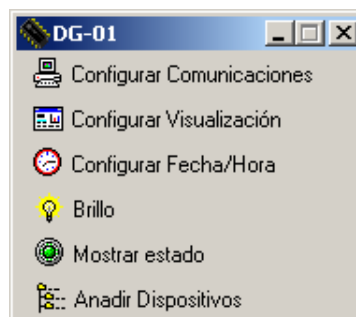 DG-01
Configurar Comunicaciones
Configurar Visualización
Configurar Fecha/Hora
Brillo
Mostrar estado
Anadir Dispositivos